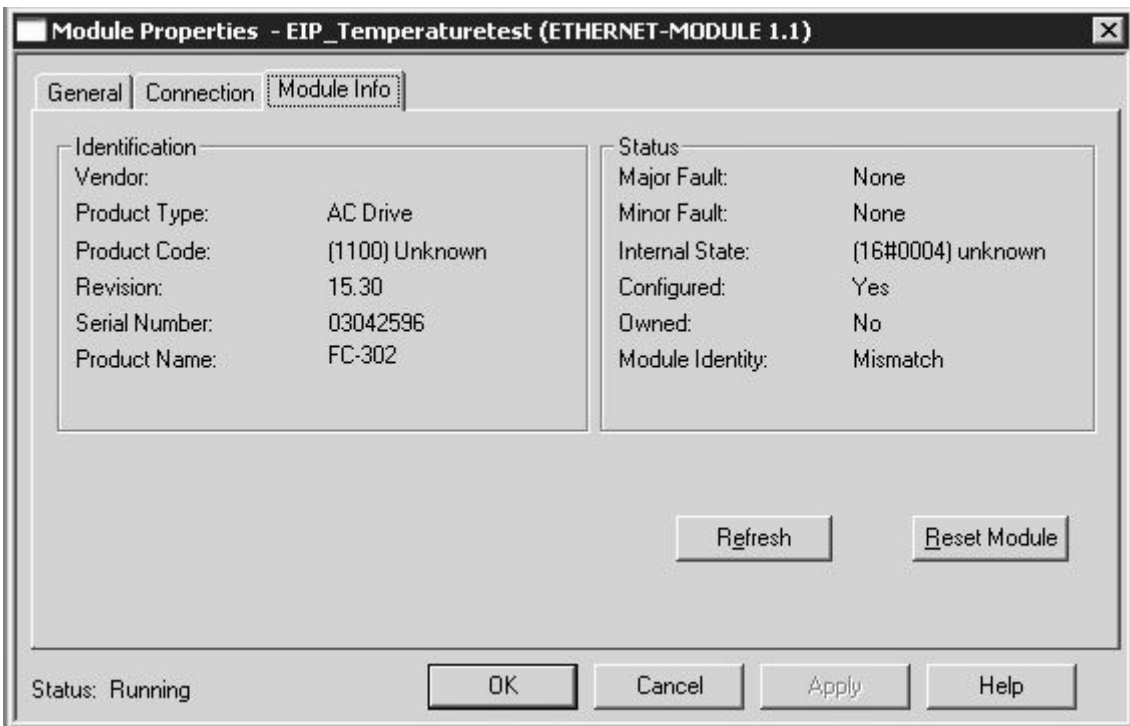 Module Properties - EIP_Temperaturetest (ETHERNET-MODULE 1.1)
General Connection Module Info
Identification
Vendor:
Product Type: AC Drive
Product Code: (1100) Unknown
Revision: 15.30
Serial Number: 03042596
Product Name: FC-302
Status
Major Fault: None
Minor Fault: None
Internal State: (16#0004) unknown
Configured: Yes
Owned: No
Module Identity: Mismatch
Refresh Reset Module
Status: Running OK Cancel Apply Help